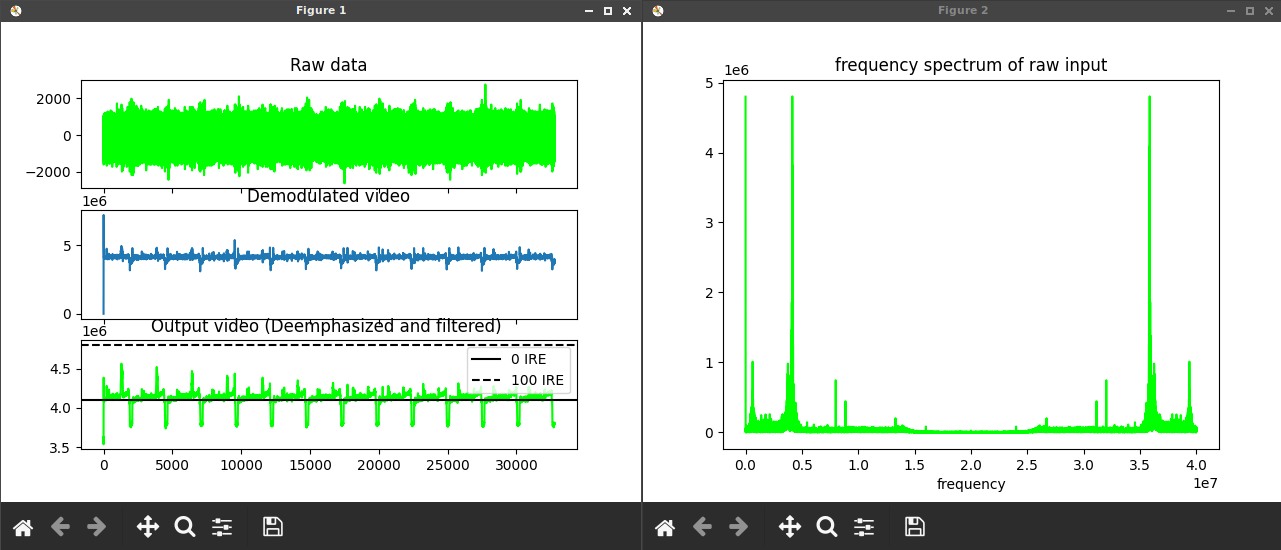 Figure 1
Raw data
2000
0
−2000
Demodulated video
1e6
5
0
Output video (Deemphasized and filtered)
1e6
4.5
4.0
3.5
0 IRE
100 IRE
0 5000 10000 15000 20000 25000 30000
Figure 2
frequency spectrum of raw input
1e6
5
4
3
2
1
0
0.0 0.5 1.0 1.5 2.0 2.5 3.0 3.5 4.0
1e7
frequency